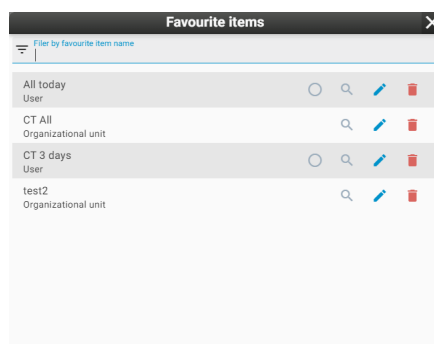 Favourite items
Filer by favourite item name
All today
User
CT All
Organizational unit
CT 3 days
User
test2
Organizational unit